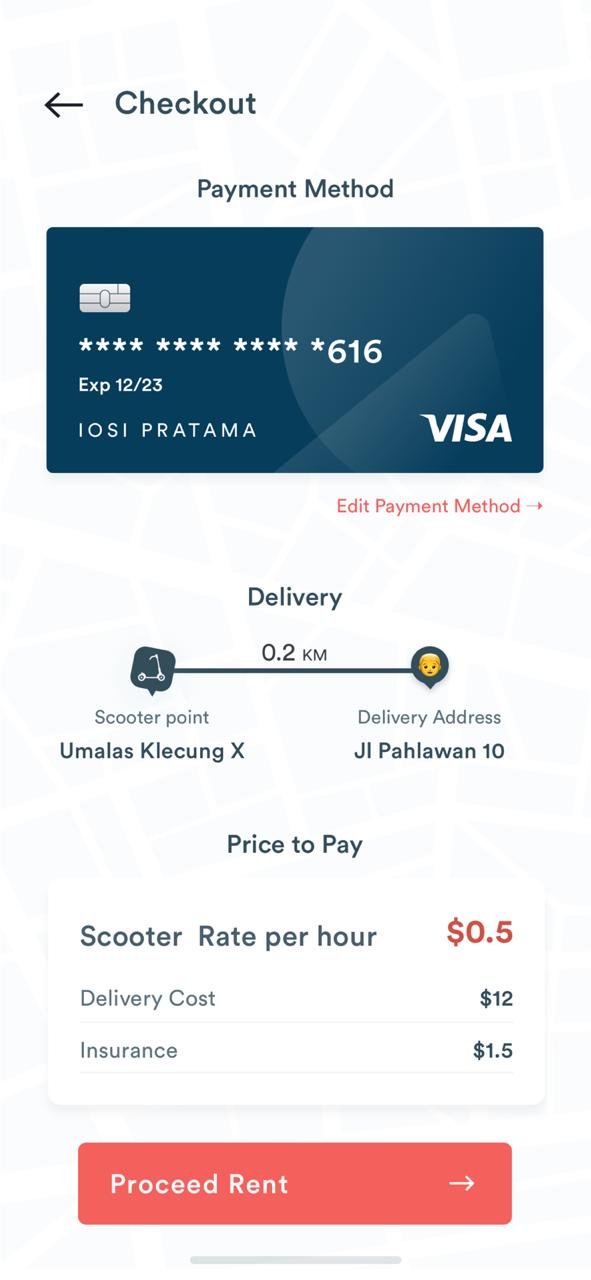 Checkout
Payment Method
**** **** **** *616
Exp 12/23
IOSI PRATAMA
VISA
Edit Payment Method →
Delivery
0.2 KM
Scooter point
Delivery Address
Umalas Klecung X
Jl Pahlawan 10
Price to Pay
Scooter Rate per hour $0.5
Delivery Cost $12
Insurance $1.5
Proceed Rent →